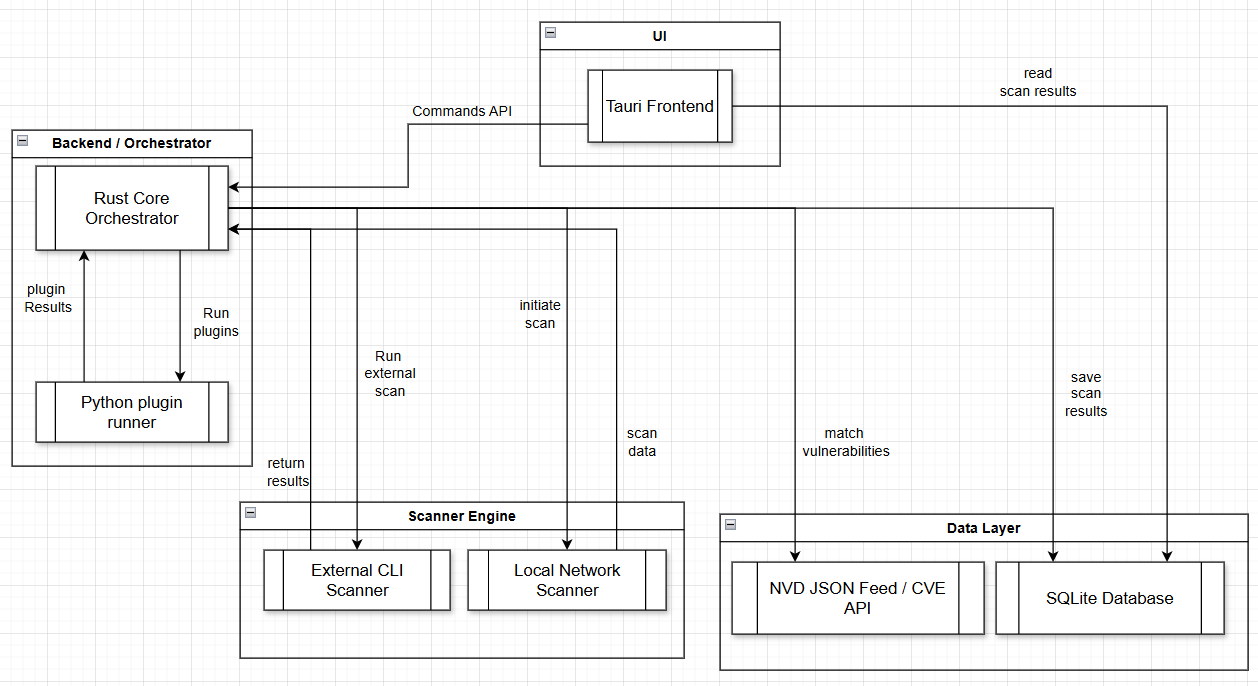 UI
Tauri Frontend
read
scan results
Commands API
Backend / Orchestrator
Rust Core
Orchestrator
plugin
Results
Run
plugins
Python plugin
runner
initiate
scan
Run
external
scan
return
results
scan
data
match
vulnerabilities
save
scan
results
Scanner Engine
External CLI
Scanner
Local Network
Scanner
Data Layer
NVD JSON Feed / CVE
API
SQLite Database